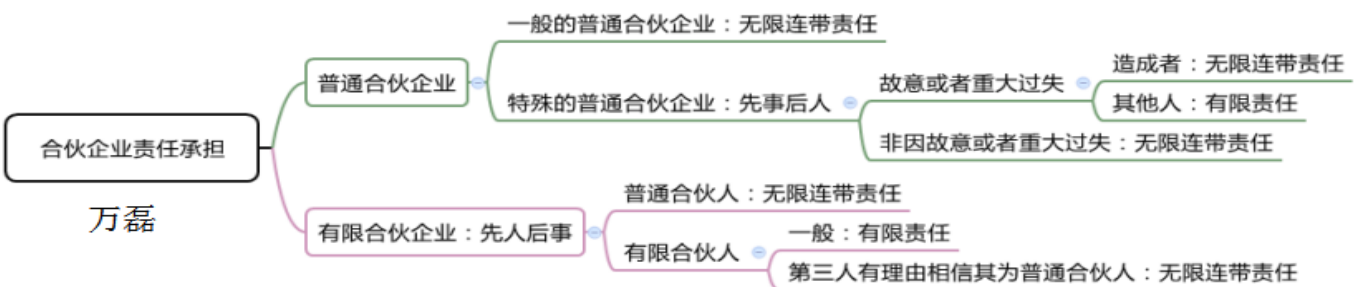 合伙企业责任承担
万磊
普通合伙企业
一般的普通合伙企业：无限连带责任
特殊的普通合伙企业：先事后人
故意或者重大过失
造成者：无限连带责任
其他人：有限责任
非因故意或者重大过失：无限连带责任
有限合伙企业：先人后事
普通合伙人：无限连带责任
有限合伙人
一般：有限责任
第三人有理由相信其为普通合伙人：无限连带责任